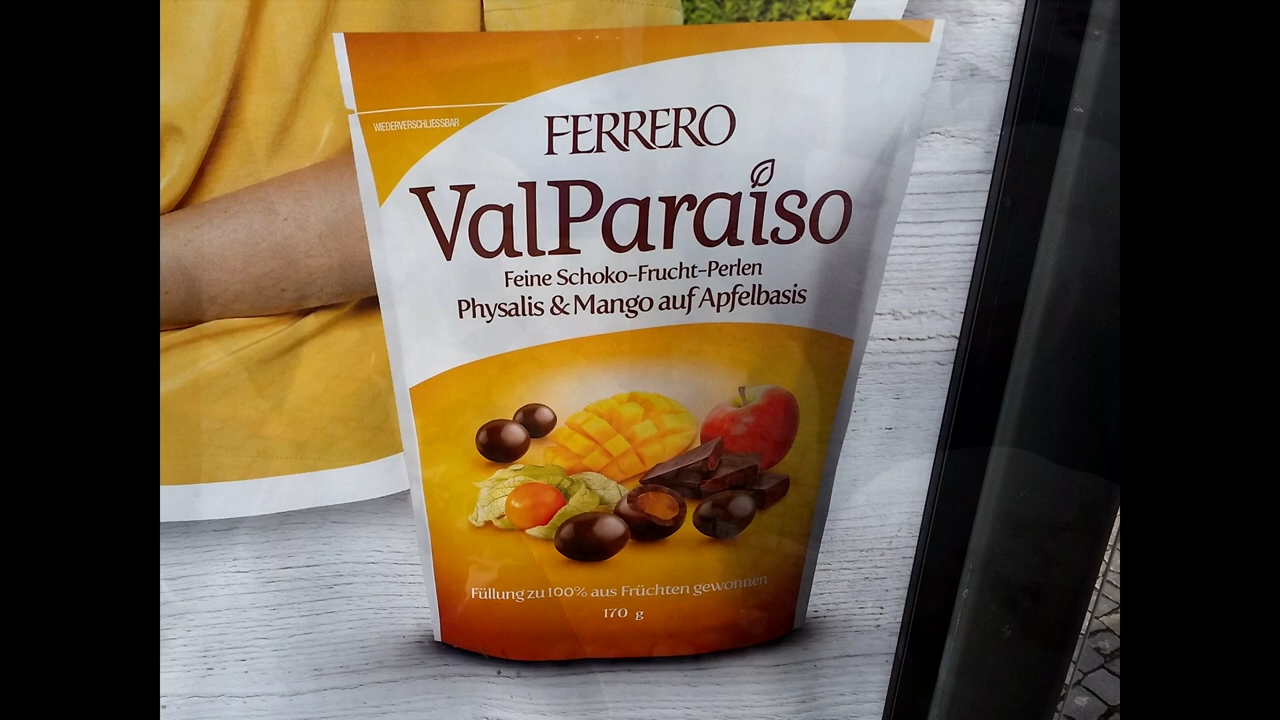 WIEDERVERSCHLIESSBAR
FERRERO
ValParaiso
Feine Schoko-Frucht-Perlen
Physalis & Mango auf Apfelbasis
Füllung zu 100% aus Früchten gewonnen
170 g